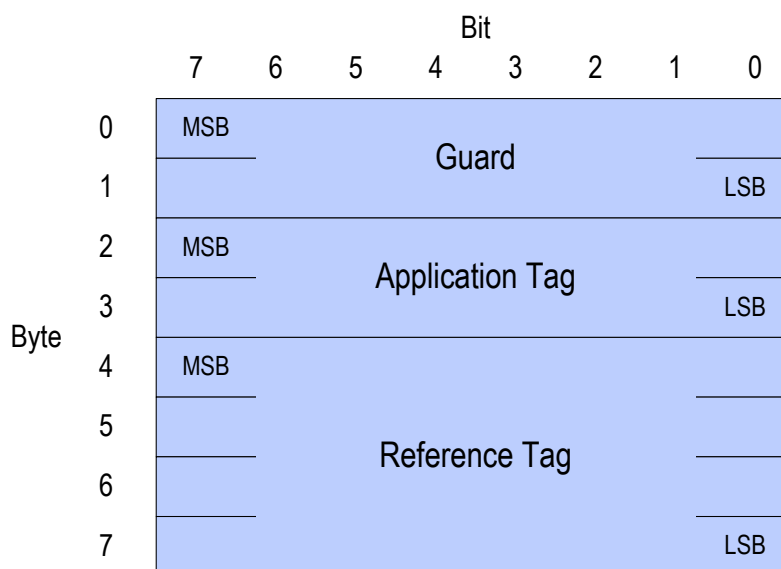 Bit
7 6 5 4 3 2 1 0
0 MSB
Guard
1 LSB
2 MSB
Application Tag
3 LSB
Byte
4 MSB
5
Reference Tag
6
7 LSB